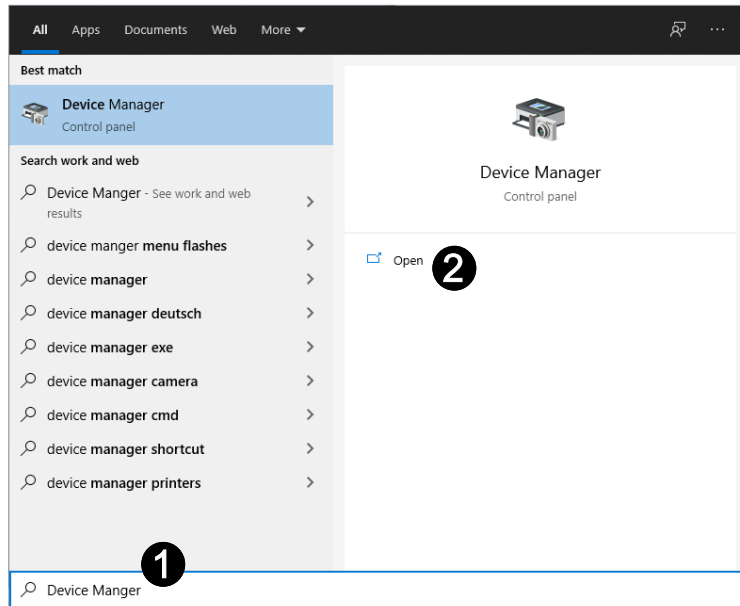 All Apps Documents Web More
Best match
Device Manager
Control panel
Search work and web
Device Manger - See work and web
results
device manger menu flashes
device manager
device manager deutsch
device manager exe
device manager camera
device manager cmd
device manager shortcut
device manager printers
Device Manager
Control panel
Open
2
1
Device Manger